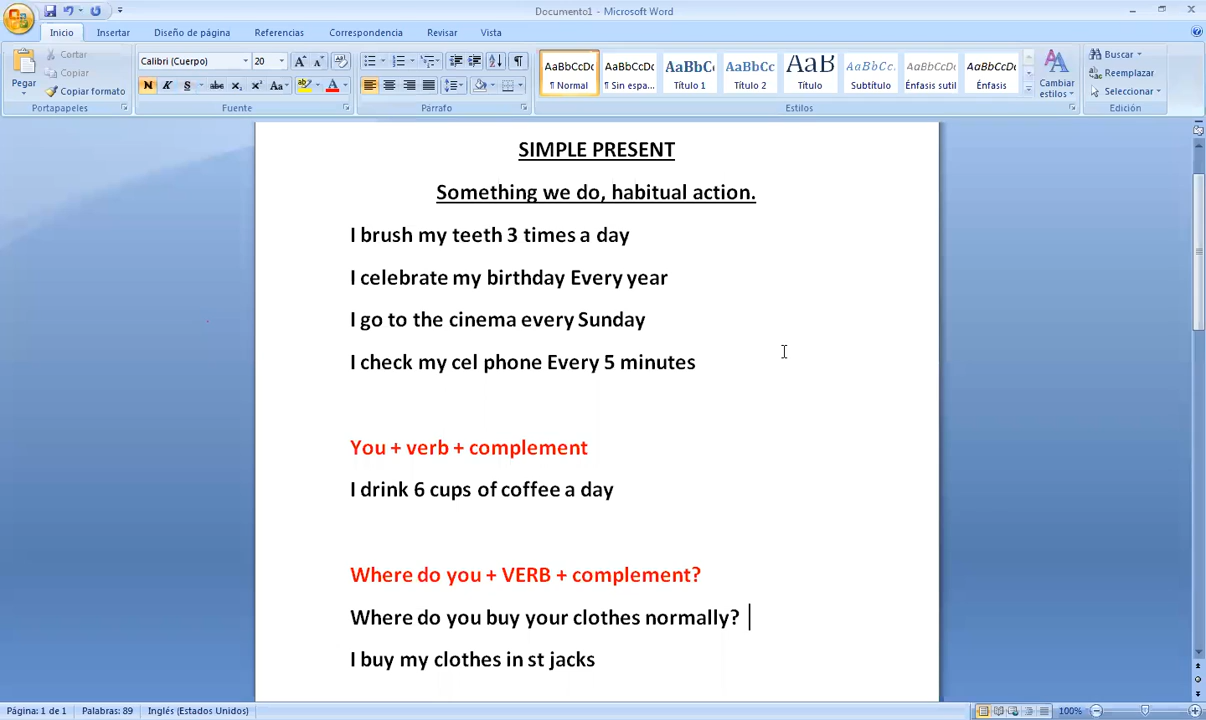 Documento1 - Microsoft Word
Inicio Insertar Diseño de página Referencias Correspondencia Revisar Vista
Pegar Cortar Copiar Copiar formato
Calibri (Cuerpo) 20
N K S abc x₂ x² Aa
AaBbCcDc AaBbCcDc AaBbC AaBbCc AaB AaBbCc. AaBbCcDc AaBbCcDc
¶ Normal ¶ Sin espa... Título 1 Título 2 Título Subtítulo Énfasis sutil Énfasis
Cambiar estilos
Buscar
Reemplazar
Seleccionar
Portapapeles Fuente Párrafo Estilos Edición
SIMPLE PRESENT
Something we do, habitual action.
I brush my teeth 3 times a day
I celebrate my birthday Every year
I go to the cinema every Sunday
I check my cel phone Every 5 minutes
You + verb + complement
I drink 6 cups of coffee a day
Where do you + VERB + complement?
Where do you buy your clothes normally?
I buy my clothes in st jacks
Página: 1 de 1 Palabras: 89 Inglés (Estados Unidos) 100%